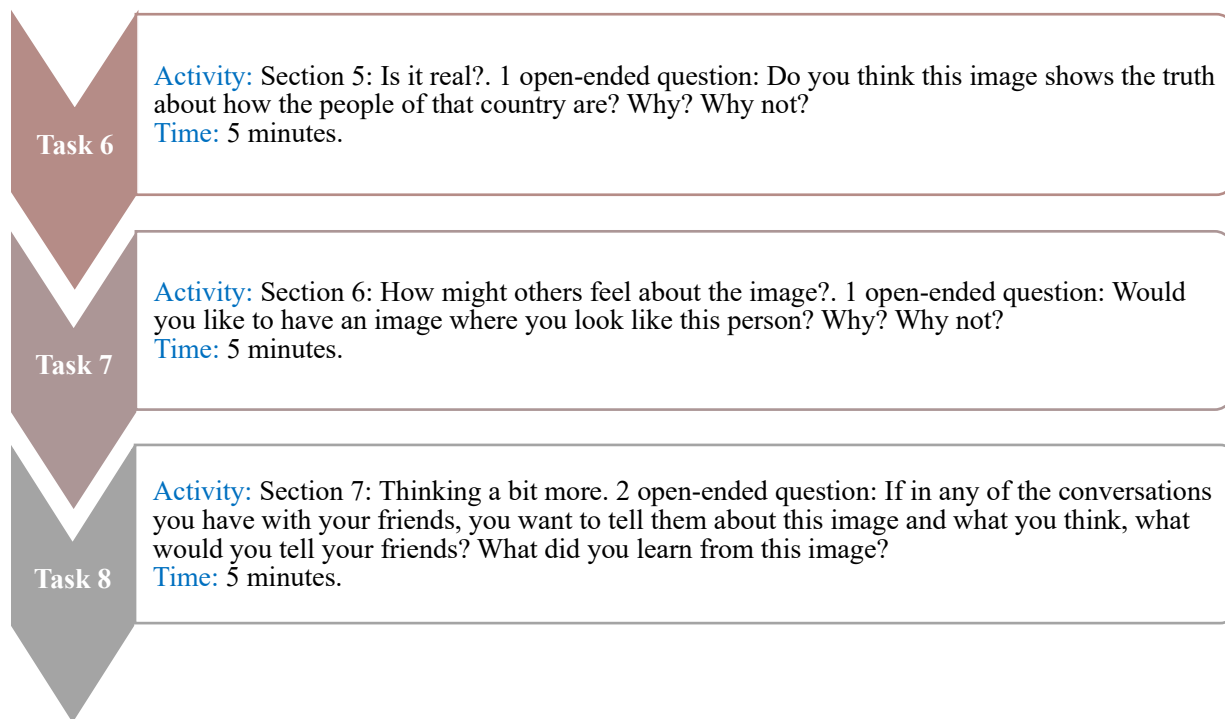 Task 6
Activity: Section 5: Is it real?. 1 open-ended question: Do you think this image shows the truth
about how the people of that country are? Why? Why not?
Time: 5 minutes.
Task 7
Activity: Section 6: How might others feel about the image?. 1 open-ended question: Would
you like to have an image where you look like this person? Why? Why not?
Time: 5 minutes.
Task 8
Activity: Section 7: Thinking a bit more. 2 open-ended question: If in any of the conversations
you have with your friends, you want to tell them about this image and what you think, what
would you tell your friends? What did you learn from this image?
Time: 5 minutes.